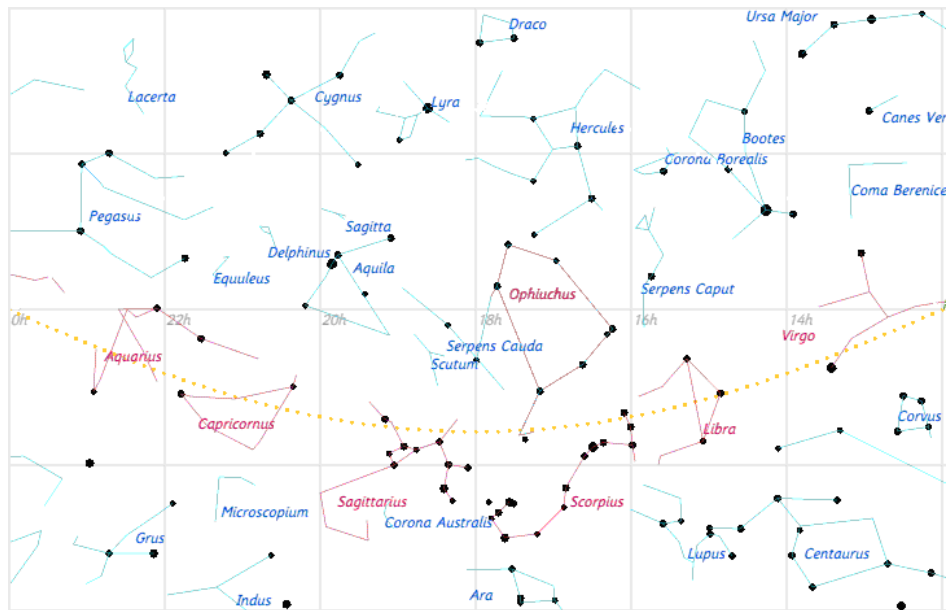 Draco
Ursa Major
Lacerta
Cygnus
Lyra
Hercules
Canes Ven
Bootes
Corona Borealis
Coma Berenice
Pegasus
Sagitta
Delphinus
Aquila
Equuleus
Ophiuchus
Serpens Caput
0h
22h
20h
18h
16h
14h
Virgo
Aquarius
Serpens Cauda
Scutum
Capricornus
Libra
Corvus
Sagittarius
Scorpius
Microscopium
Corona Australis
Grus
Lupus
Centaurus
Indus
Ara